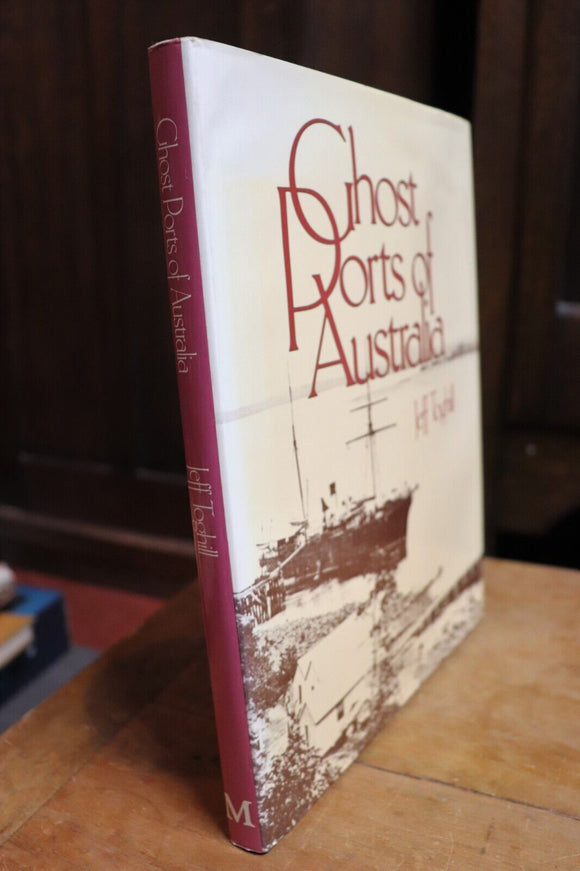 Ghost Ports of Australia
Jeff Toghill
M
Ghost
Ports of
Australia
Jeff Toghill